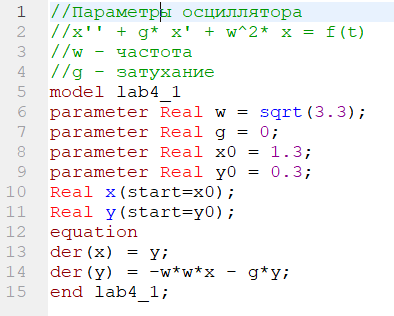 1 //Параметры осциллятора
2 //x'' + g* x' + w^2* x = f(t)
3 //w - частота
4 //g - затухание
5 model lab4_1
6 parameter Real w = sqrt(3.3);
7 parameter Real g = 0;
8 parameter Real x0 = 1.3;
9 parameter Real y0 = 0.3;
10 Real x(start=x0);
11 Real y(start=y0);
12 equation
13 der(x) = y;
14 der(y) = -w*w*x - g*y;
15 end lab4_1;